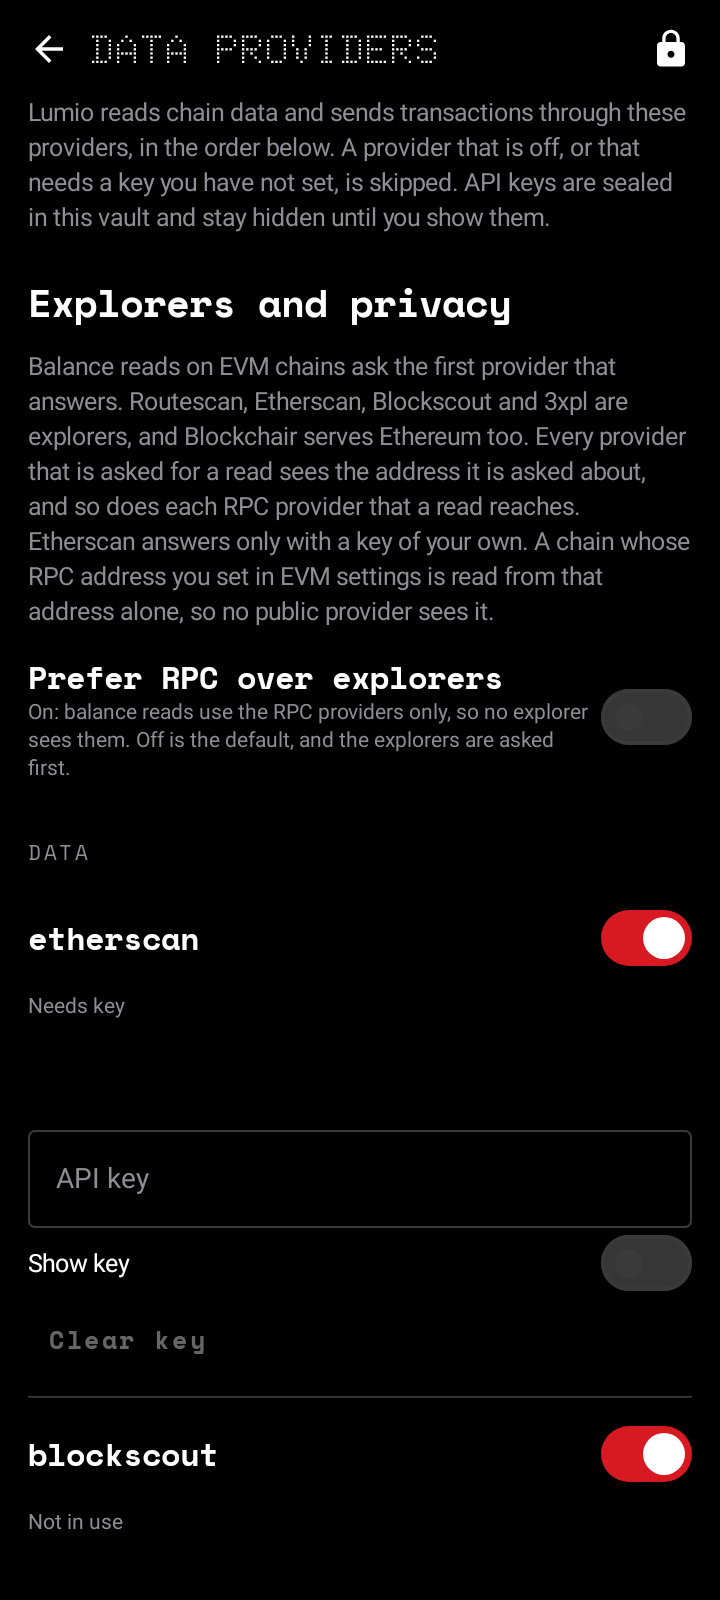 DATA PROVIDERS
Lumio reads chain data and sends transactions through these
providers, in the order below. A provider that is off, or that
needs a key you have not set, is skipped. API keys are sealed
in this vault and stay hidden until you show them.
Explorers and privacy
Balance reads on EVM chains ask the first provider that
answers. Routescan, Etherscan, Blockscout and 3xpl are
explorers, and Blockchair serves Ethereum too. Every provider
that is asked for a read sees the address it is asked about,
and so does each RPC provider that a read reaches.
Etherscan answers only with a key of your own. A chain whose
RPC address you set in EVM settings is read from that
address alone, so no public provider sees it.
Prefer RPC over explorers
On: balance reads use the RPC providers only, so no explorer
sees them. Off is the default, and the explorers are asked
first.
DATA
etherscan
Needs key
API key
Show key
Clear key
blockscout
Not in use